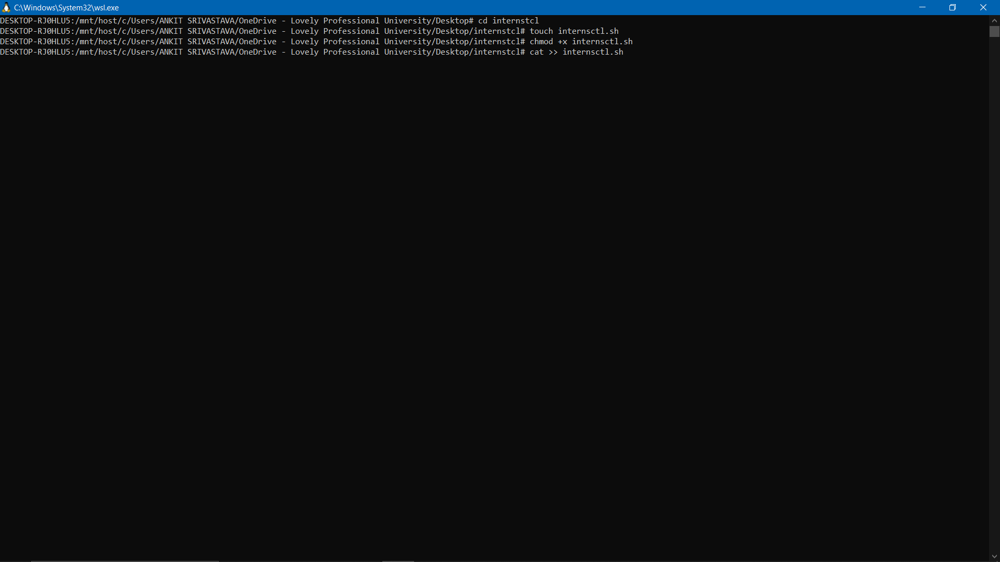 C:\Windows\System32\wsl.exe
DESKTOP-RJ0HLU5:/mnt/host/c/Users/ANKIT SRIVASTAVA/OneDrive - Lovely Professional University/Desktop# cd internstcl
DESKTOP-RJ0HLU5:/mnt/host/c/Users/ANKIT SRIVASTAVA/OneDrive - Lovely Professional University/Desktop/internstcl# touch internsctl.sh
DESKTOP-RJ0HLU5:/mnt/host/c/Users/ANKIT SRIVASTAVA/OneDrive - Lovely Professional University/Desktop/internstcl# chmod +x internsctl.sh
DESKTOP-RJ0HLU5:/mnt/host/c/Users/ANKIT SRIVASTAVA/OneDrive - Lovely Professional University/Desktop/internstcl# cat >> internsctl.sh